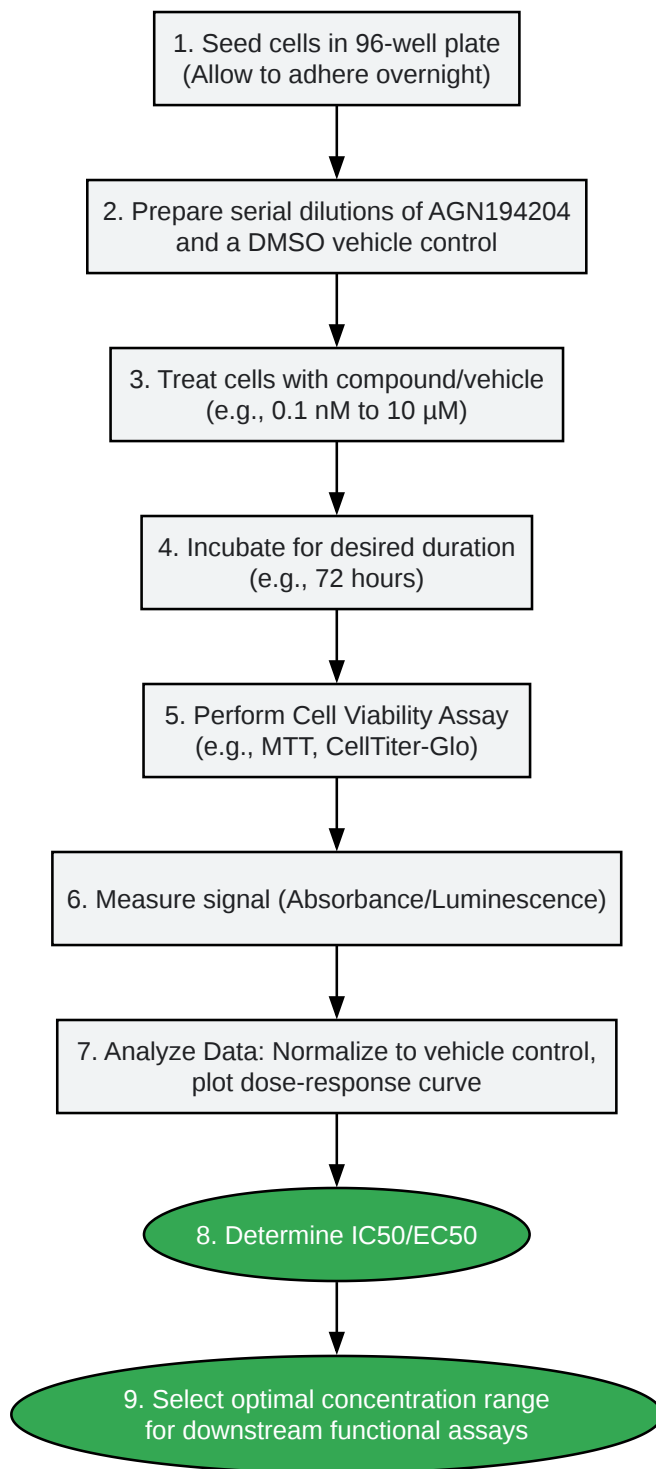 1. Seed cells in 96-well plate
(Allow to adhere overnight)
2. Prepare serial dilutions of AGN194204
and a DMSO vehicle control
3. Treat cells with compound/vehicle
(e.g., 0.1 nM to 10 µM)
4. Incubate for desired duration
(e.g., 72 hours)
5. Perform Cell Viability Assay
(e.g., MTT, CellTiter-Glo)
6. Measure signal (Absorbance/Luminescence)
7. Analyze Data: Normalize to vehicle control,
plot dose-response curve
8. Determine IC50/EC50
9. Select optimal concentration range
for downstream functional assays